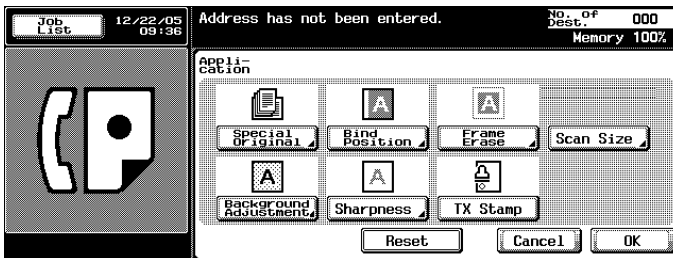 Job
List
12/22/05
09:36
Address has not been entered.
No. of
Dest.
000
Memory 100%
Appli-
cation
A
A
Special
Original
Bind
Position
Frame
Erase
Scan Size
A
A
Background
Adjustment
Sharpness
TX Stamp
Reset
Cancel
OK